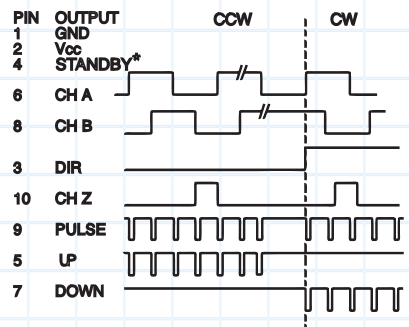 PIN OUTPUT CCW CW
1 GND
2 Vcc
4 STANDBY*
6 CH A
8 CH B
3 DIR
10 CH Z
9 PULSE
5 UP
7 DOWN